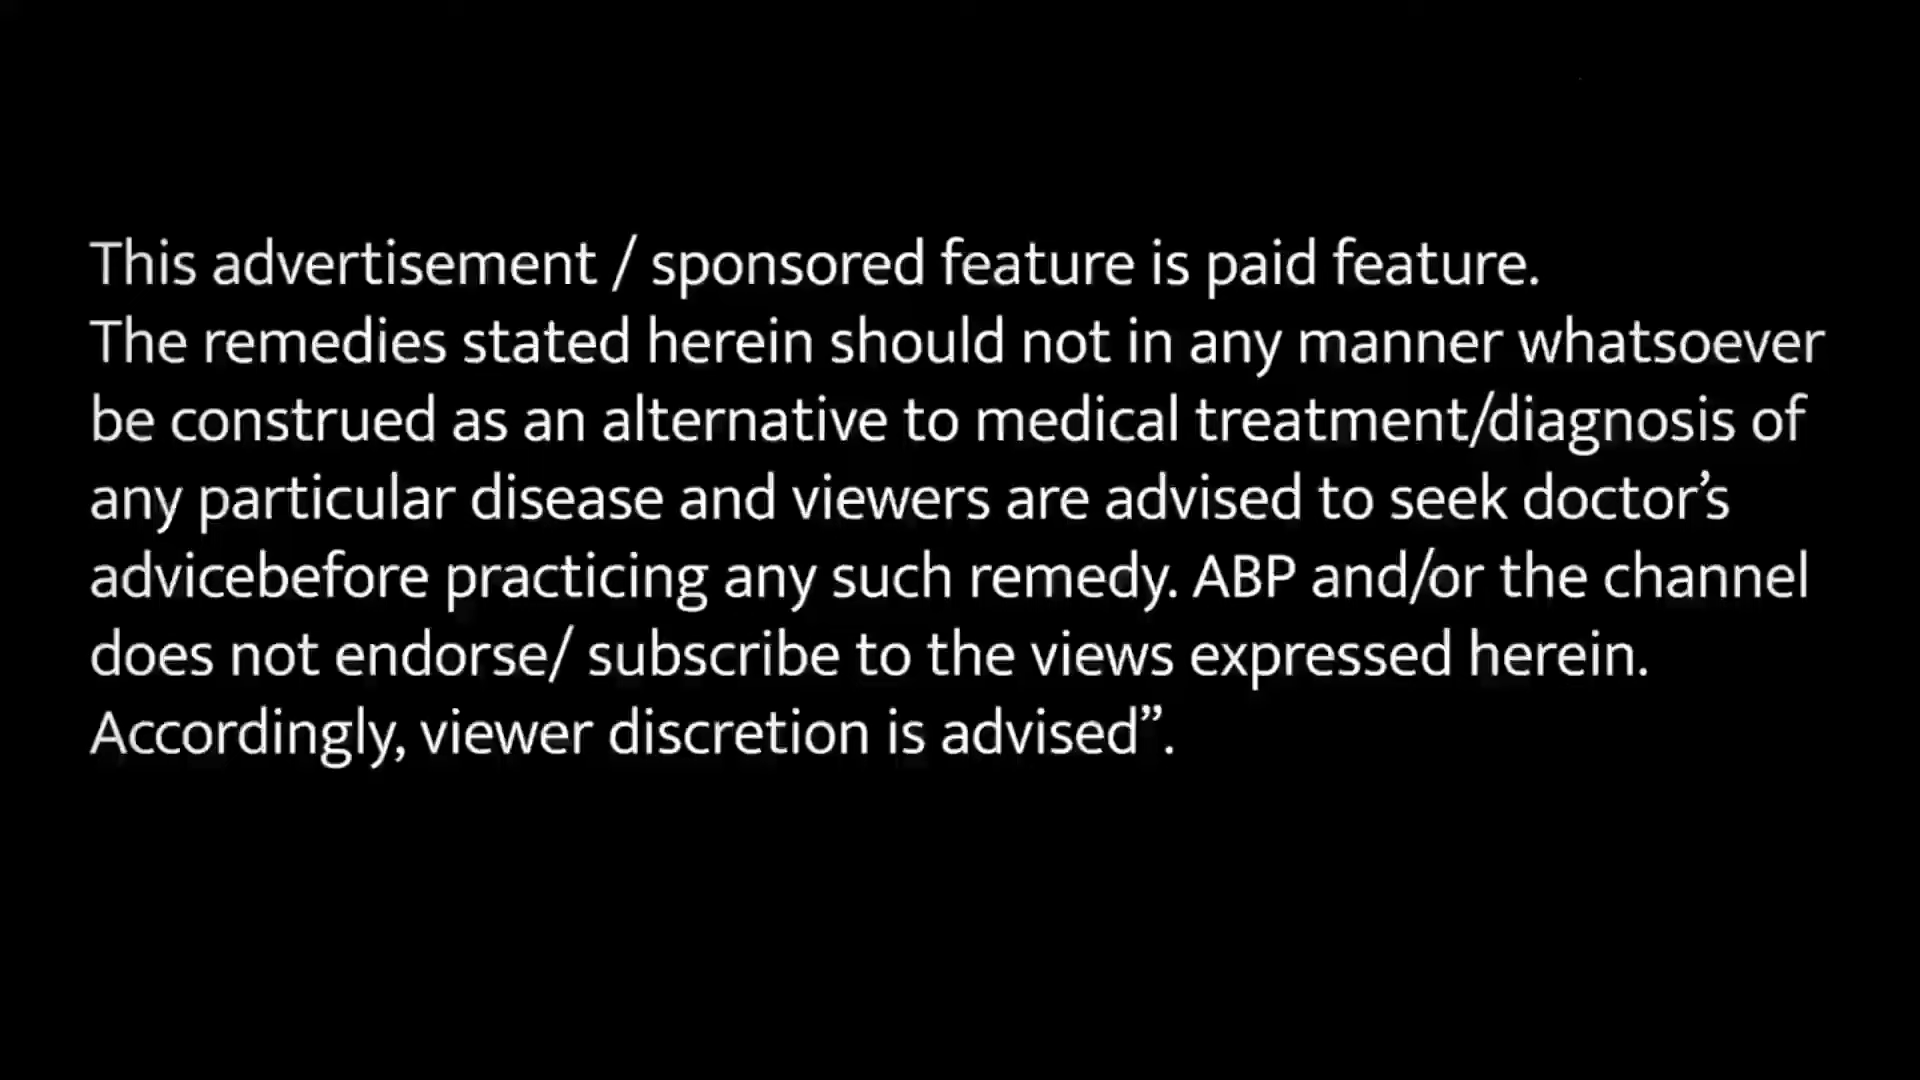 This advertisement / sponsored feature is paid feature.
The remedies stated herein should not in any manner whatsoever
be construed as an alternative to medical treatment/diagnosis of
any particular disease and viewers are advised to seek doctor’s
advicebefore practicing any such remedy. ABP and/or the channel
does not endorse/ subscribe to the views expressed herein.
Accordingly, viewer discretion is advised”.